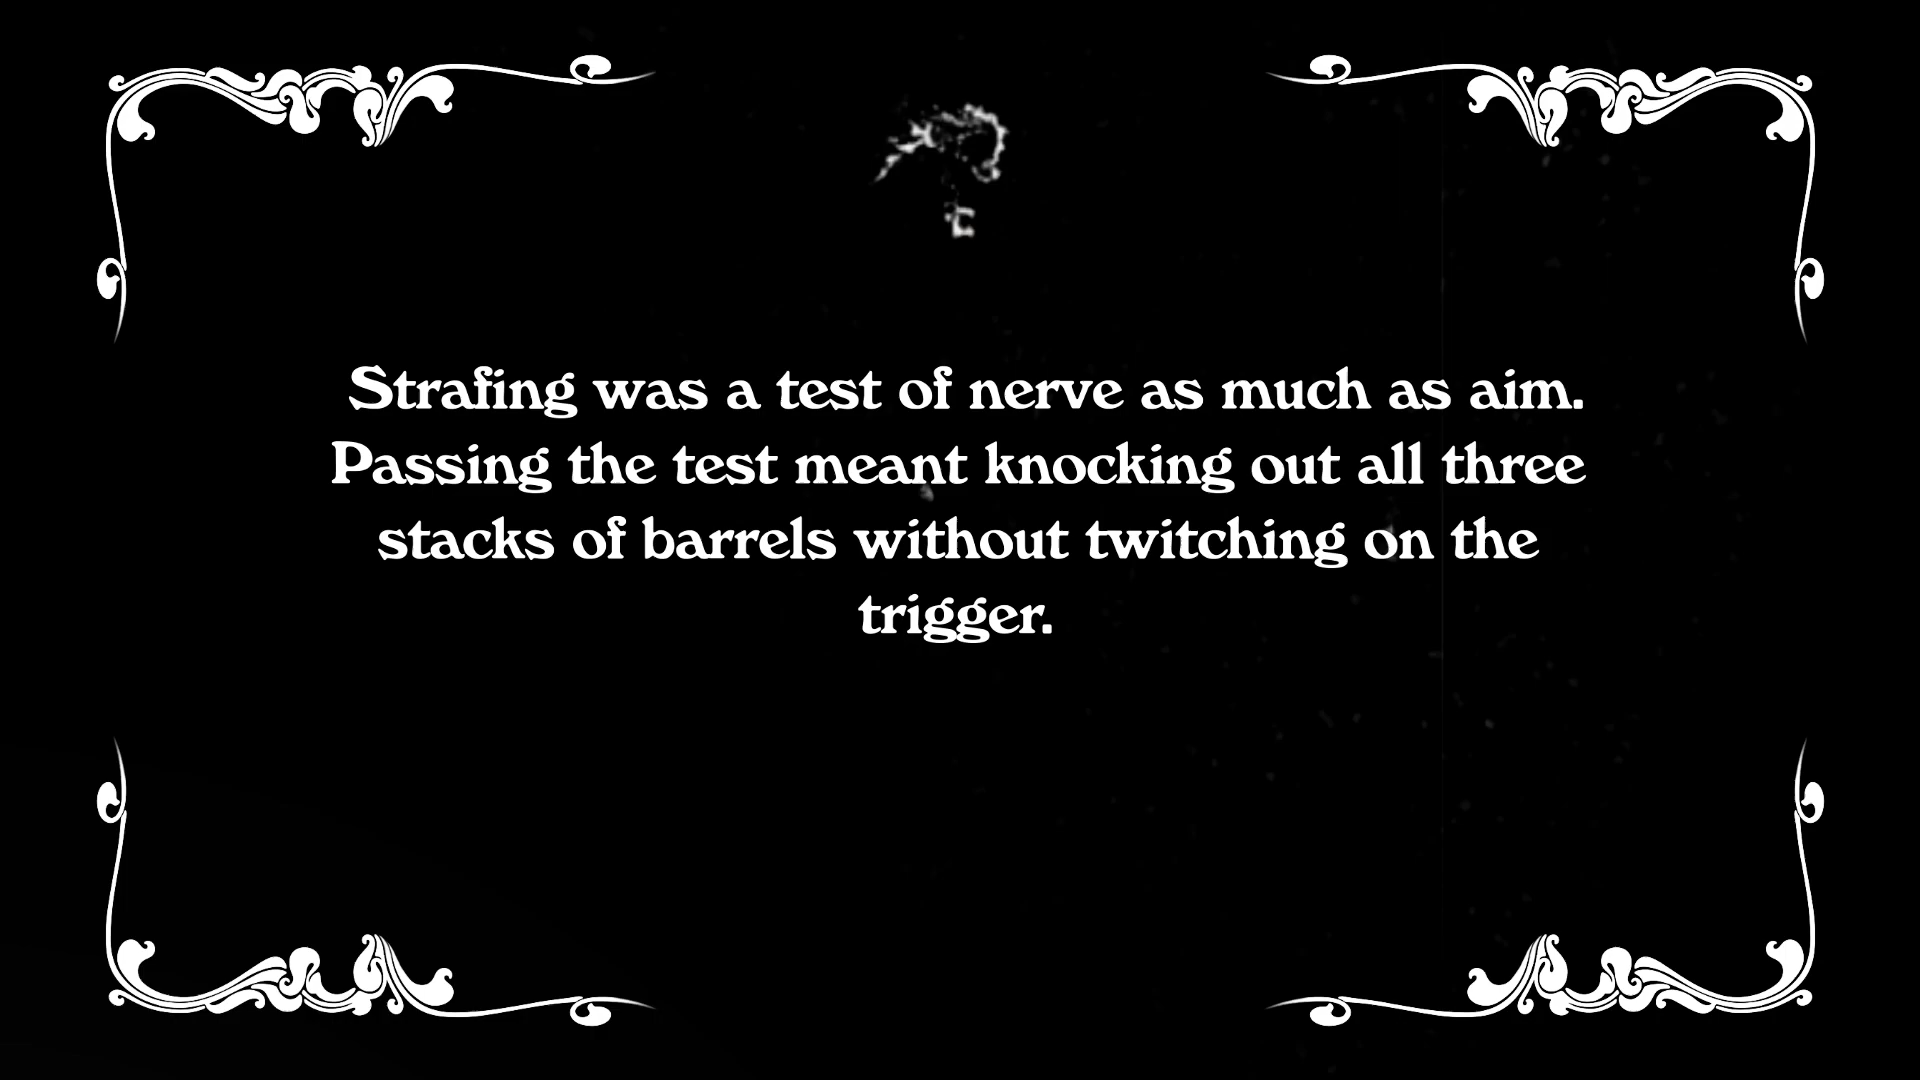 Strafing was a test of nerve as much as aim.
Passing the test meant knocking out all three
stacks of barrels without twitching on the
trigger.